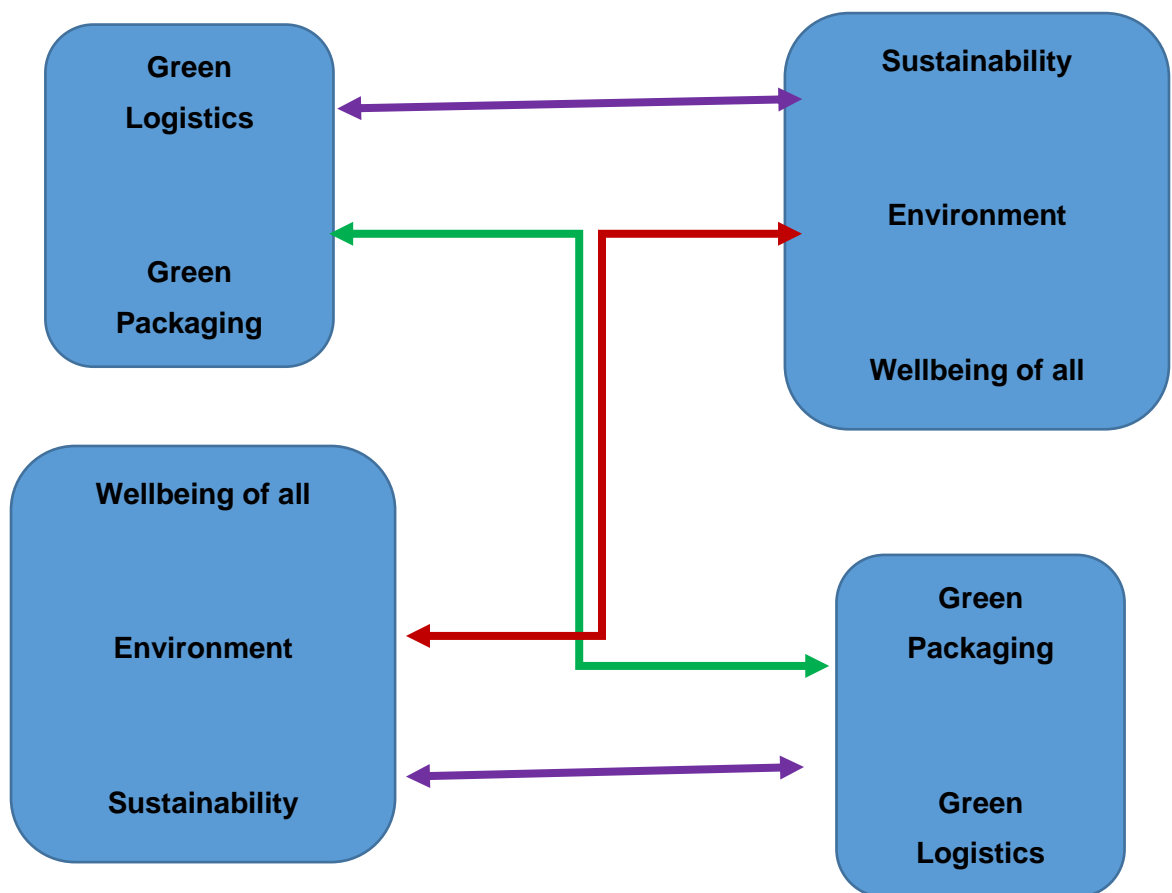 Green
Logistics
Green
Packaging
Sustainability
Environment
Wellbeing of all
Wellbeing of all
Environment
Sustainability
Green
Packaging
Green
Logistics